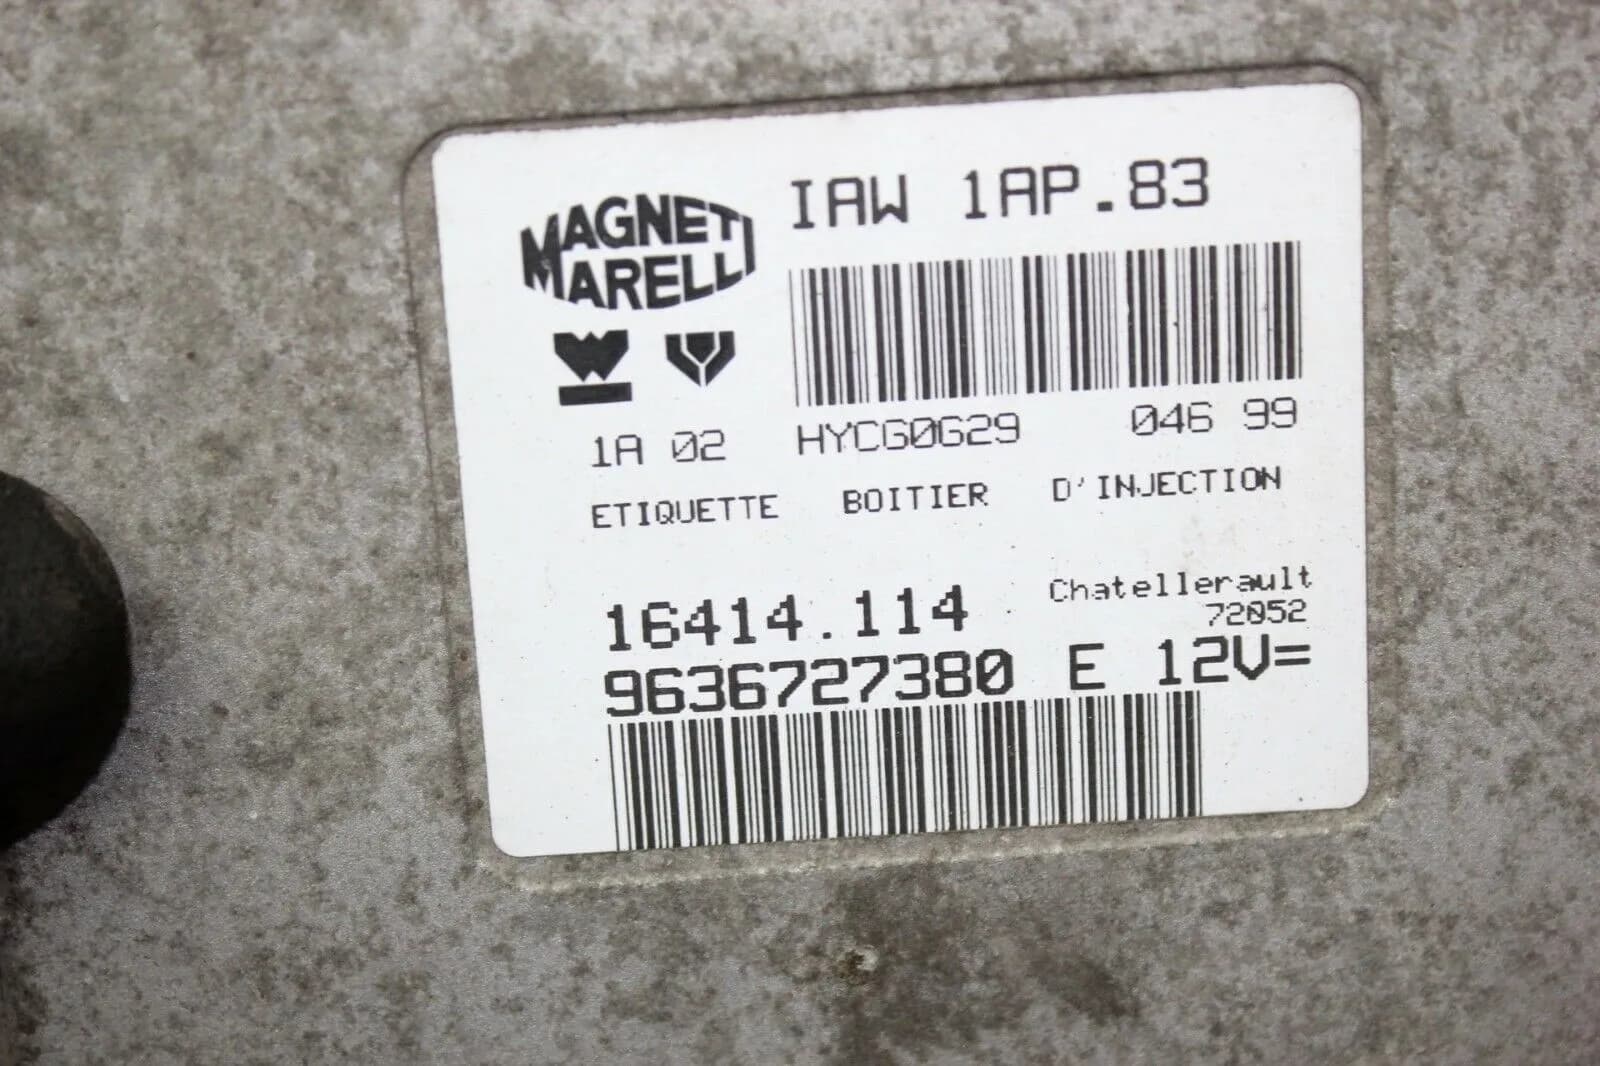 MAGNETI
MARELLI
IAW 1AP.83
1A 02 HYCG0G29 046 99
ETIQUETTE BOITIER D'INJECTION
16414.114
Chatellerault
72052
9636727380 E 12V=